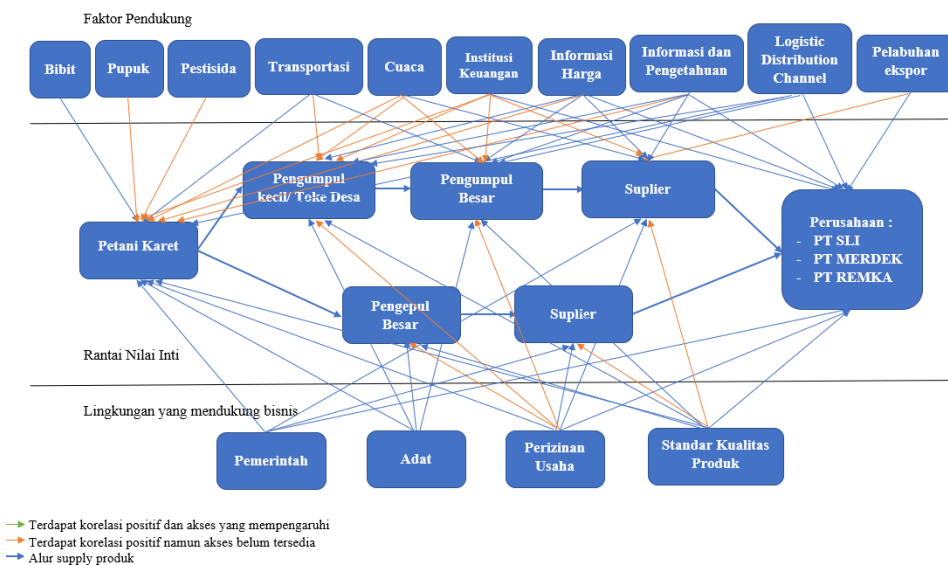 Faktor Pendukung
Bibit
Pupuk
Pestisida
Transportasi
Cuaca
Institusi
Keuangan
Informasi
Harga
Informasi dan
Pengetahuan
Logistic
Distribution
Channel
Pelabuhan
ekspor
Petani Karet
Pengumpul
kecil/ Toke Desa
Pengumpul
Besar
Suplier
Perusahaan :
- PT SLI
- PT MERDEK
- PT REMKA
Pengepul
Besar
Suplier
Rantai Nilai Inti
Lingkungan yang mendukung bisnis
Pemerintah
Adat
Perizinan
Usaha
Standar Kualitas
Produk
Terdapat korelasi positif dan akses yang mempengaruhi
Terdapat korelasi positif namun akses belum tersedia
Alur supply produk